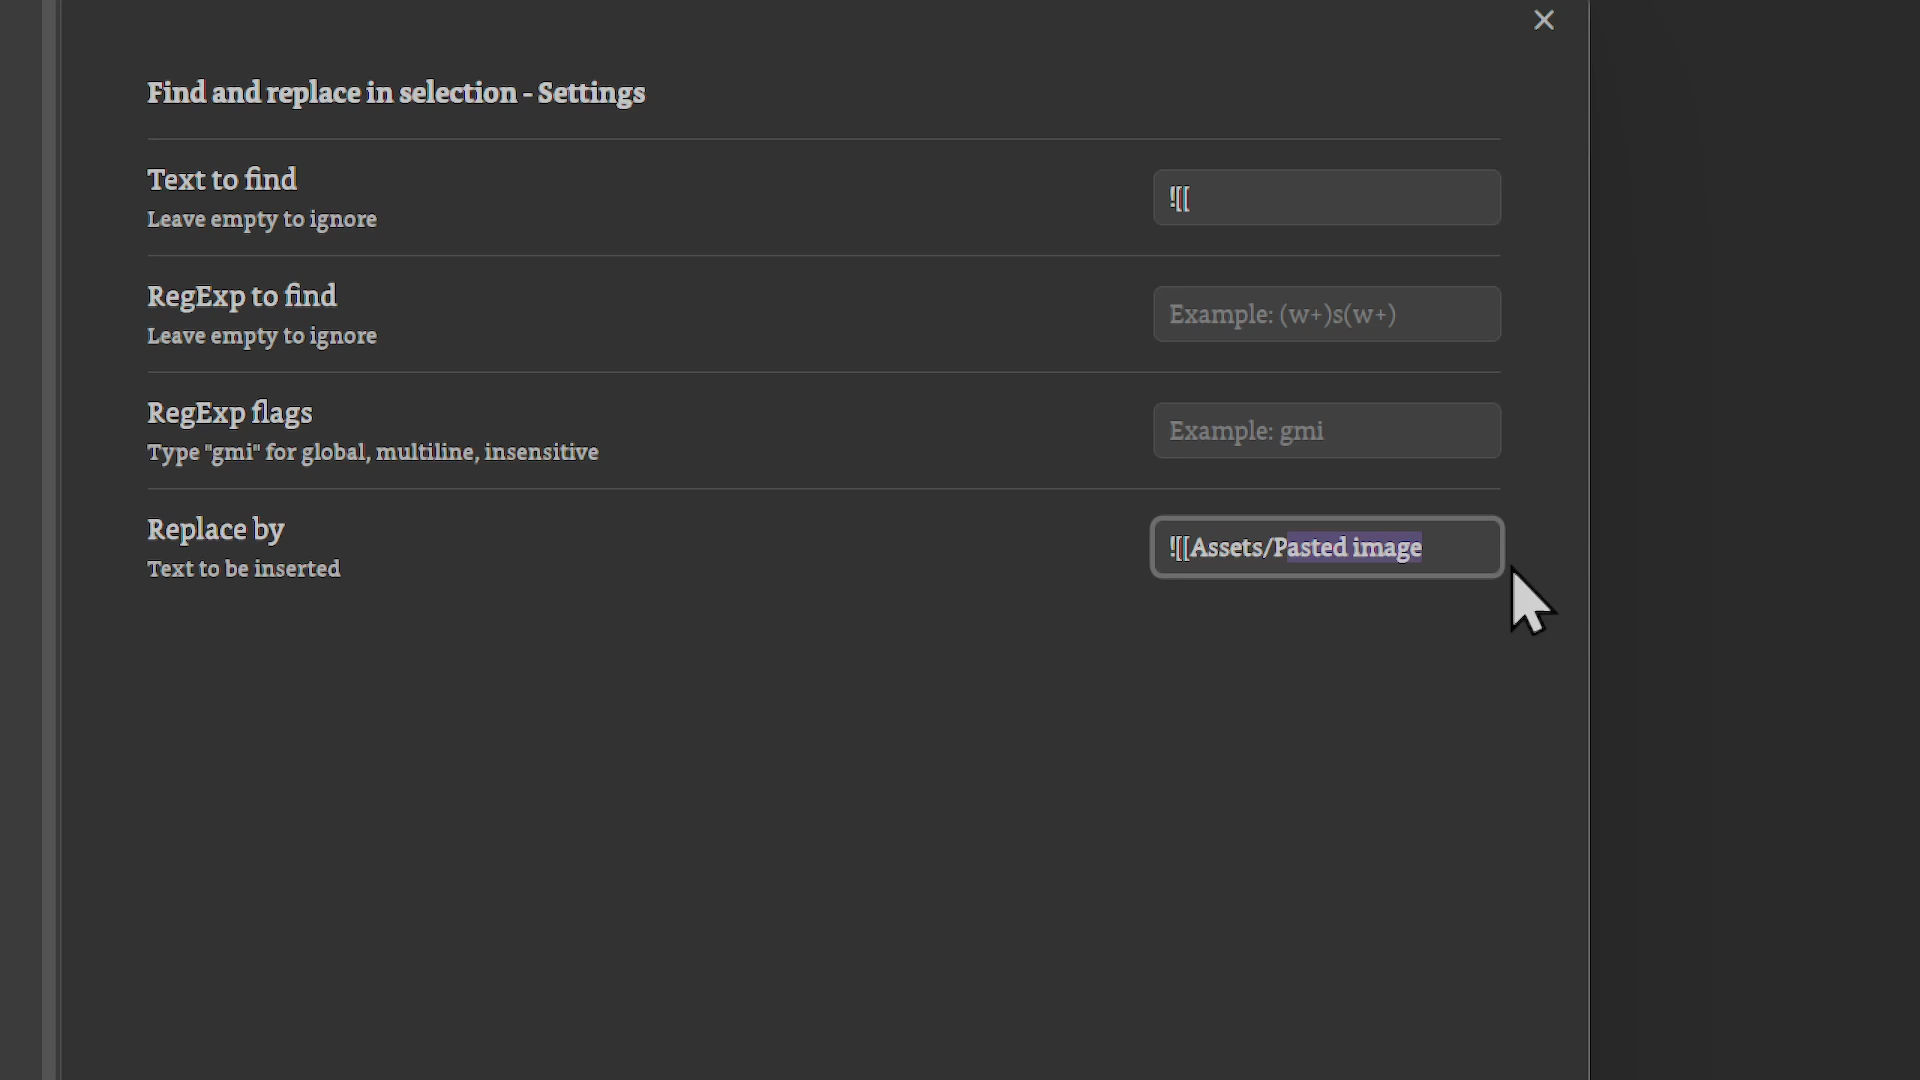 Find and replace in selection - Settings
Text to find
Leave empty to ignore
![[
RegExp to find
Leave empty to ignore
Example: (w+)s(w+)
RegExp flags
Type "gmi" for global, multiline, insensitive
Example: gmi
Replace by
Text to be inserted
![[Assets/Pasted image